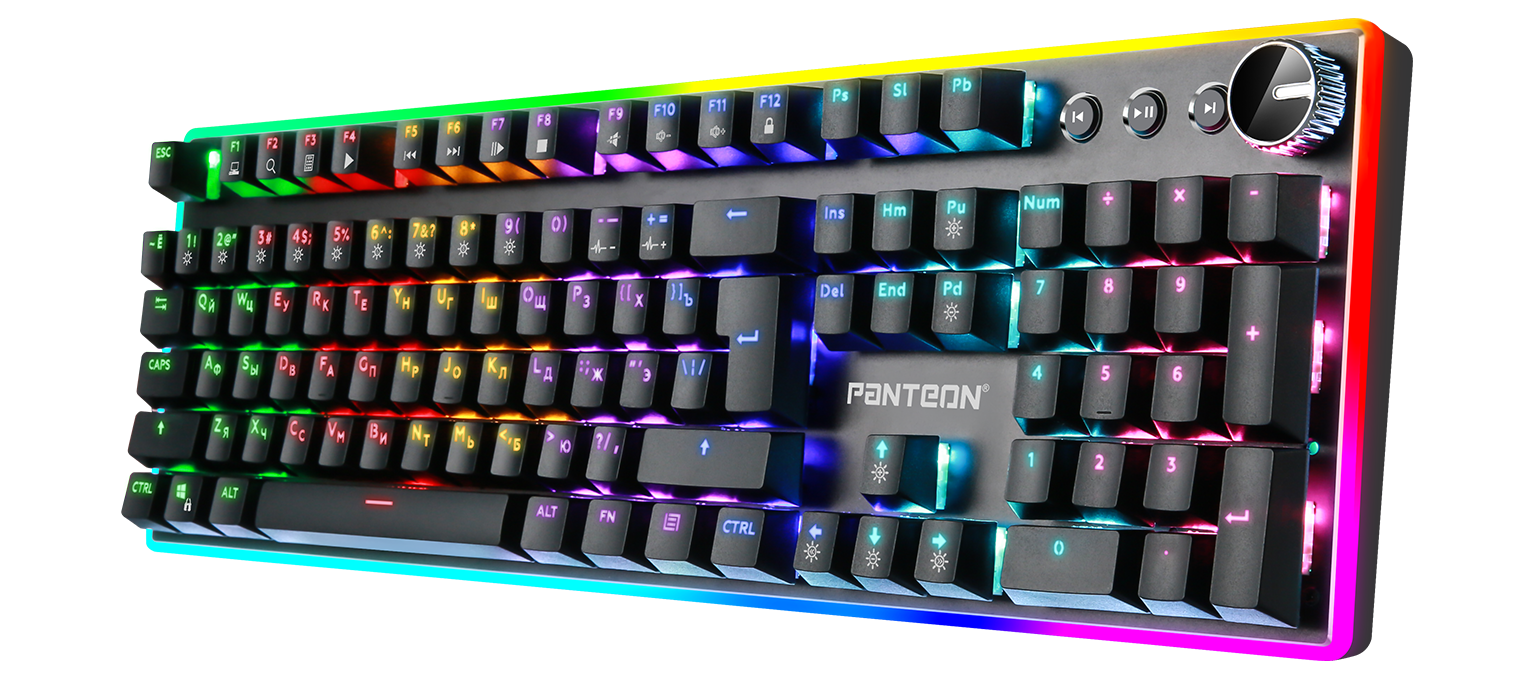 ESC F1 F2 F3 F4 F5 F6 F7 F8 F9 F10 F11 F12 Ps Sl Pb
~Ё 1! 2@" 3# 4$; 5% 6^: 7&? 8* 9( 0) - — + = Ins Hm Pu Num ÷ × -
Qй Wц Eу Rк Tе Yн Uг Iш Oщ Pз {[х }]ъ Del End Pd 7 8 9 +
CAPS Aф Sы Dв Fа Gп Hр Jо Kл Lд :;ж "'э \¦/ 4 5 6
PANTEON®
Zя Xч Cс Vм Bи Nт Mь <,б >.ю ?/, 1 2 3
CTRL ALT ALT FN CTRL 0 .